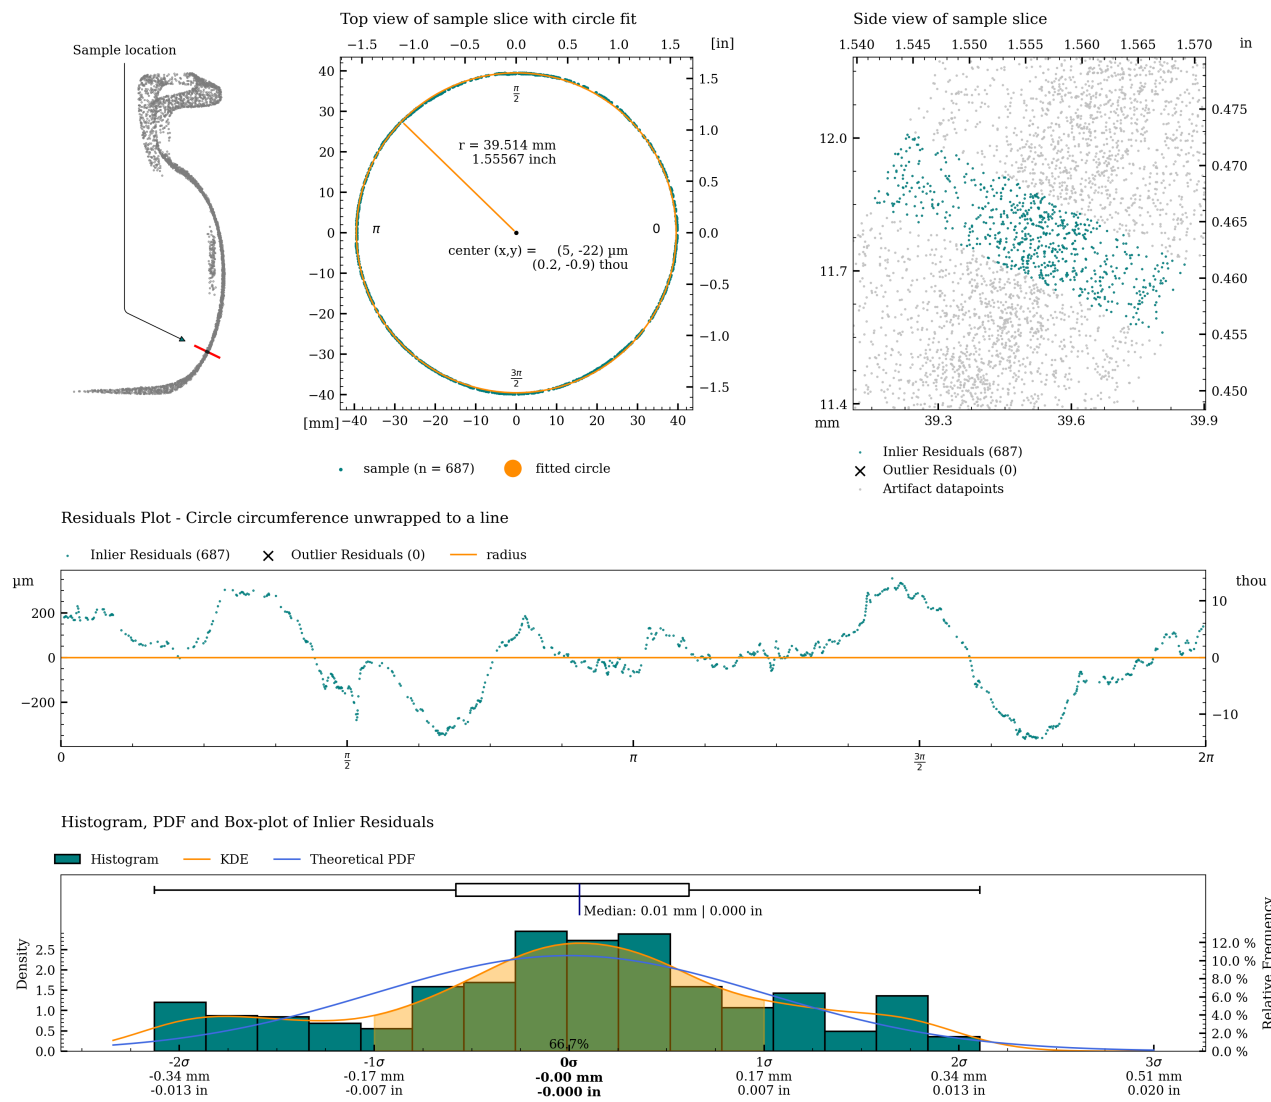 Top view of sample slice with circle fit
Side view of sample slice
Sample location
−1.5 −1.0 −0.5 0.0 0.5 1.0 1.5 [in]
1.540 1.545 1.550 1.555 1.560 1.565 1.570 in
40
30
20
10
0
−10
−20
−30
−40
1.5
1.0
0.5
0.0
−0.5
−1.0
−1.5
π/2
r = 39.514 mm
1.55567 inch
π
0
center (x,y) = (5, -22) µm
(0.2, -0.9) thou
3π/2
[mm] −40 −30 −20 −10 0 10 20 30 40
12.0
11.7
11.4
0.475
0.470
0.465
0.460
0.455
0.450
mm 39.3 39.6 39.9
sample (n = 687) fitted circle
Inlier Residuals (687)
Outlier Residuals (0)
Artifact datapoints
Residuals Plot - Circle circumference unwrapped to a line
Inlier Residuals (687) Outlier Residuals (0) radius
µm thou
200
0
−200
10
0
−10
0 π/2 π 3π/2 2π
Histogram, PDF and Box-plot of Inlier Residuals
Histogram KDE Theoretical PDF
Median: 0.01 mm | 0.000 in
Density
2.5
2.0
1.5
1.0
0.5
0.0
12.0 %
10.0 %
8.0 %
6.0 %
4.0 %
2.0 %
0.0 %
Relative Frequency
66.7%
-2σ -1σ 0σ 1σ 2σ 3σ
-0.34 mm -0.17 mm -0.00 mm 0.17 mm 0.34 mm 0.51 mm
-0.013 in -0.007 in -0.000 in 0.007 in 0.013 in 0.020 in